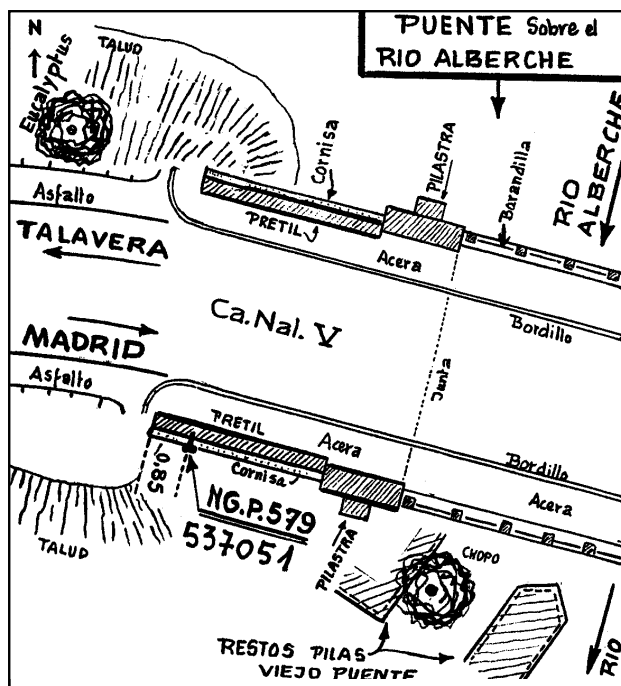 PUENTE Sobre el
RIO ALBERCHE
N
TALUD
Eucalyptus
Cornisa
PILASTRA
Barandilla
RIO
ALBERCHE
Asfalto
PRETIL
TALAVERA
Acera
Ca.Nal. V
Bordillo
MADRID
Junta
Asfalto
PRETIL
Acera
Bordillo
0,85
Cornisa
Acera
NG.P.579
537051
TALUD
PILASTRA
CHOPO
RESTOS PILAS
VIEJO PUENTE
RIO